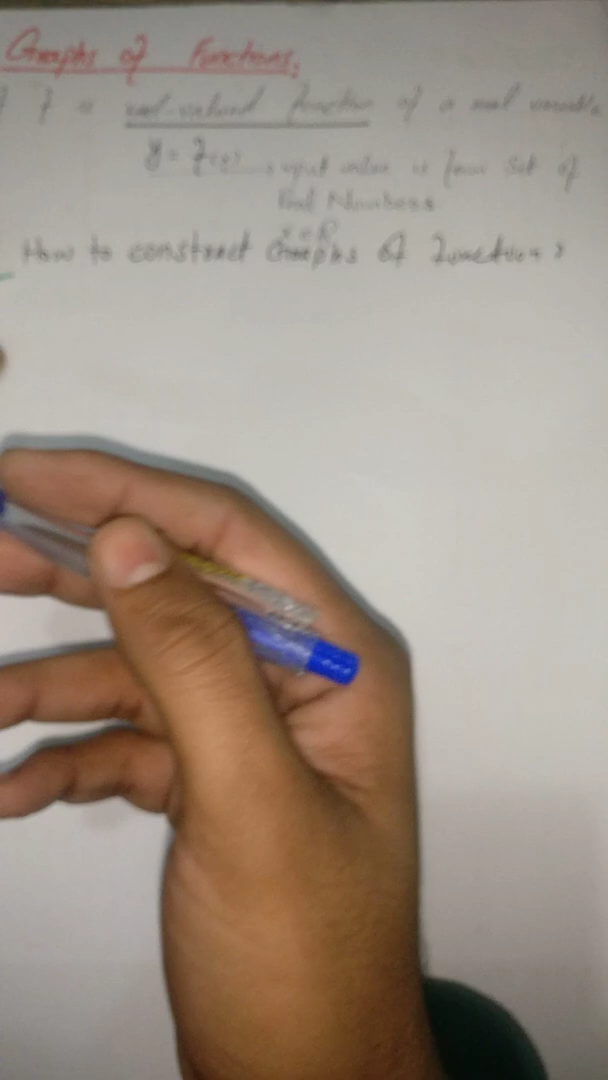 Graphs of Functions,
f is real-valued function of a real variable
y = f(x), input value is from Set of
Real Numbers
x ∈ R
How to construct Graphs of Functions